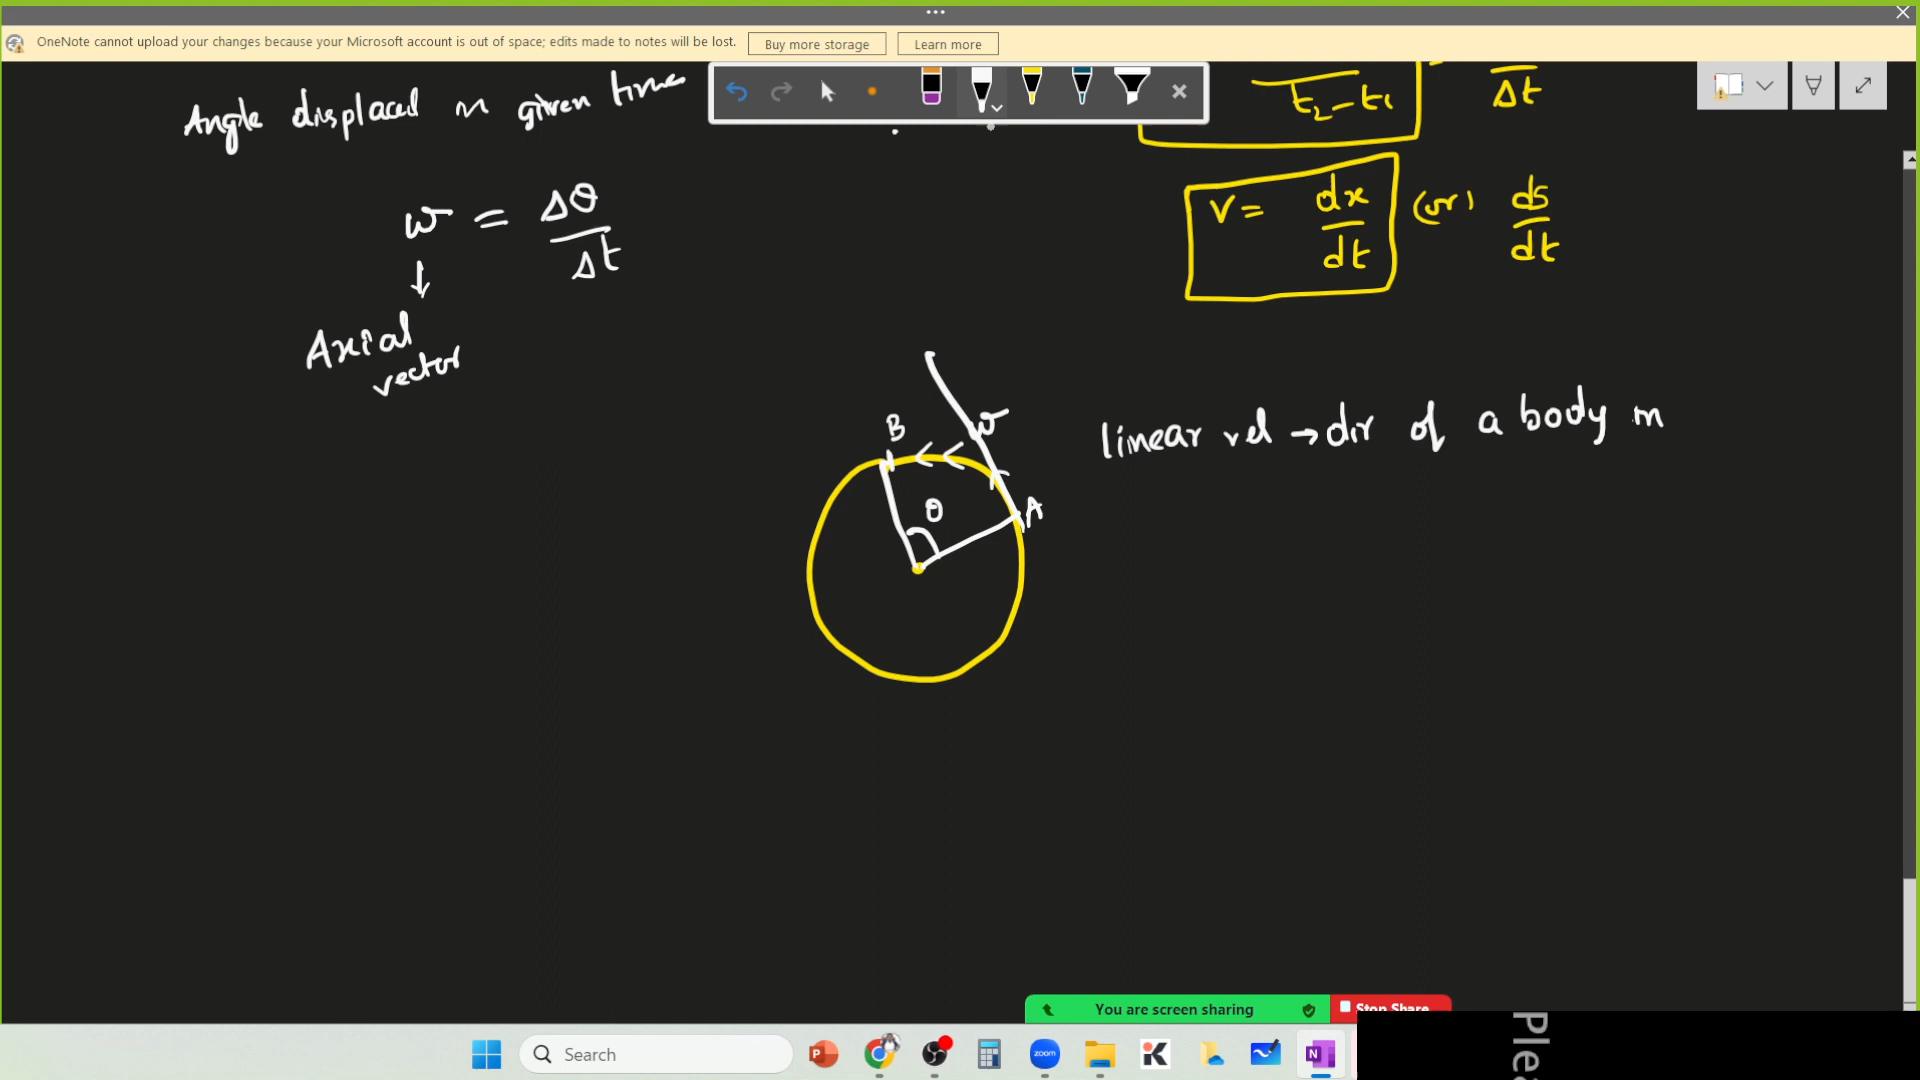 OneNote cannot upload your changes because your Microsoft account is out of space; edits made to notes will be lost. Buy more storage Learn more
Angle displaced in given time
t2-t1
Δt
ω = Δθ
Δt
Axial
vector
V = dx (or) ds
dt dt
B
ω
θ
A
linear vel → dir of a body in
You are screen sharing
Stop Share
Search
zoom
Plea